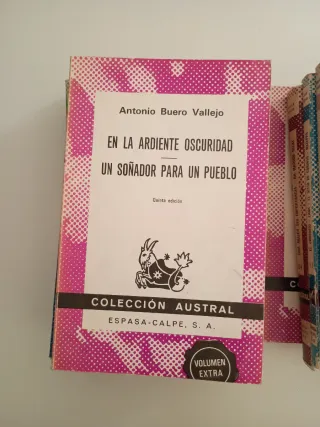 Antonio Buero Vallejo
EN LA ARDIENTE OSCURIDAD
UN SOÑADOR PARA UN PUEBLO
Quinta edición
COLECCIÓN AUSTRAL
ESPASA-CALPE, S. A.
VOLUMEN
EXTRA